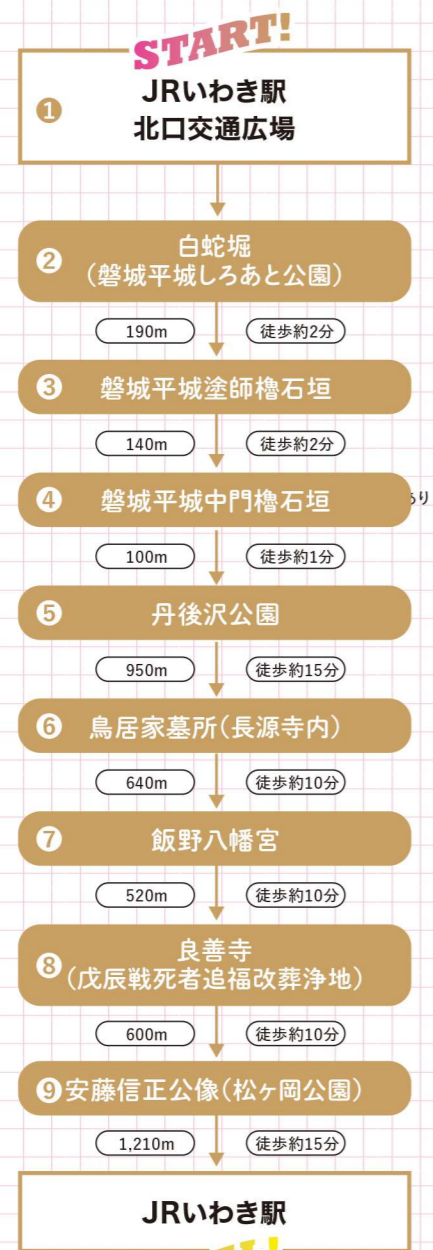 START!
❶ JRいわき駅
北口交通広場
❷ 白蛇堀
（磐城平城しろあと公園）
190m 徒歩約2分
❸ 磐城平城塗師櫓石垣
140m 徒歩約2分
❹ 磐城平城中門櫓石垣 あり
100m 徒歩約1分
❺ 丹後沢公園
950m 徒歩約15分
❻ 鳥居家墓所（長源寺内）
640m 徒歩約10分
❼ 飯野八幡宮
520m 徒歩約10分
❽ 良善寺
（戊辰戦死者追福改葬浄地）
600m 徒歩約10分
❾ 安藤信正公像（松ヶ岡公園）
1,210m 徒歩約15分
JRいわき駅